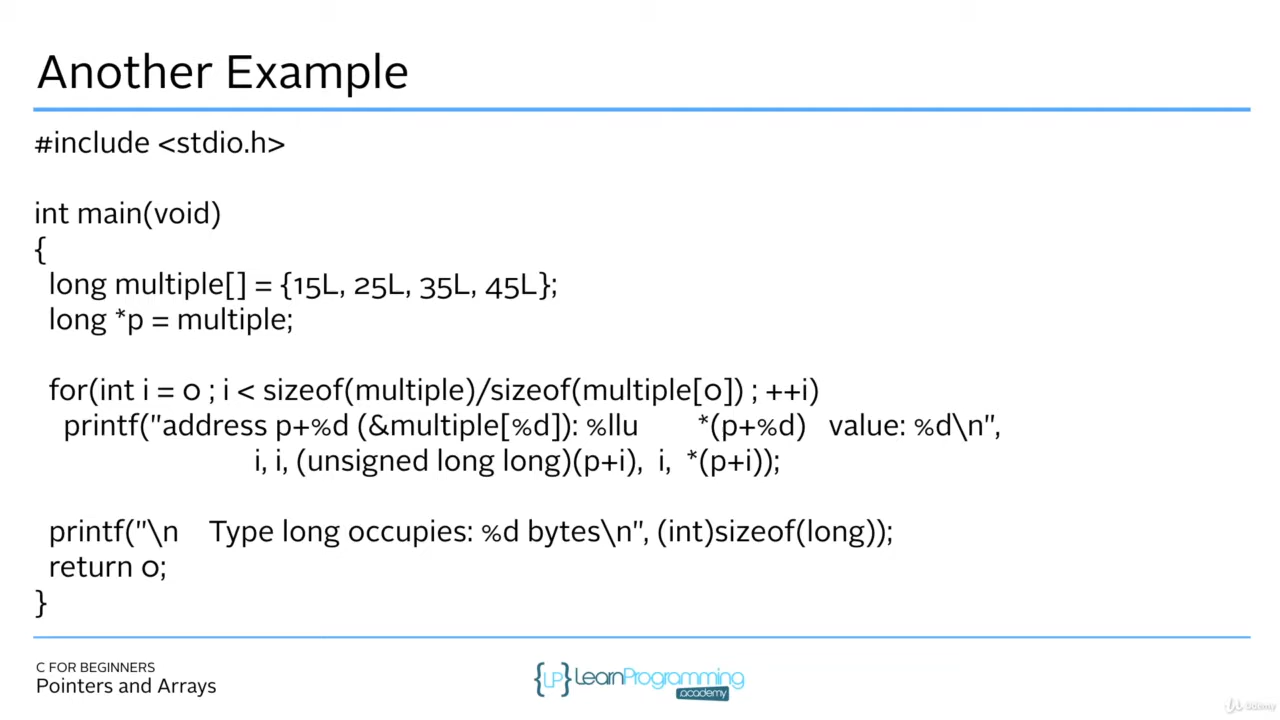 Another Example
#include <stdio.h>
int main(void)
{
long multiple[] = {15L, 25L, 35L, 45L};
long *p = multiple;
for(int i = 0 ; i < sizeof(multiple)/sizeof(multiple[0]) ; ++i)
printf("address p+%d (&multiple[%d]): %llu *(p+%d) value: %d\n",
i, i, (unsigned long long)(p+i), i, *(p+i));
printf("\n Type long occupies: %d bytes\n", (int)sizeof(long));
return 0;
}
C FOR BEGINNERS
Pointers and Arrays
{LP} LearnProgramming
.academy
Udemy